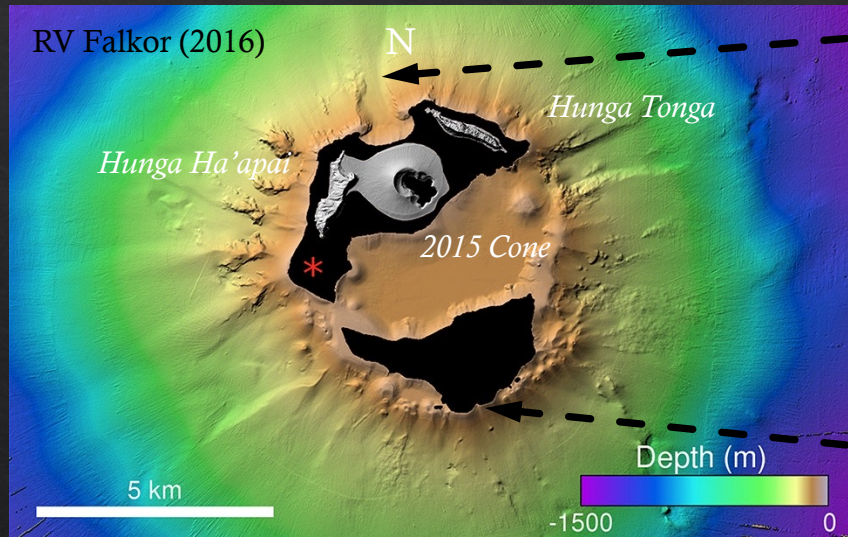 RV Falkor (2016)
N
Hunga Tonga
Hunga Ha'apai
2015 Cone
*
5 km
Depth (m)
-1500 0